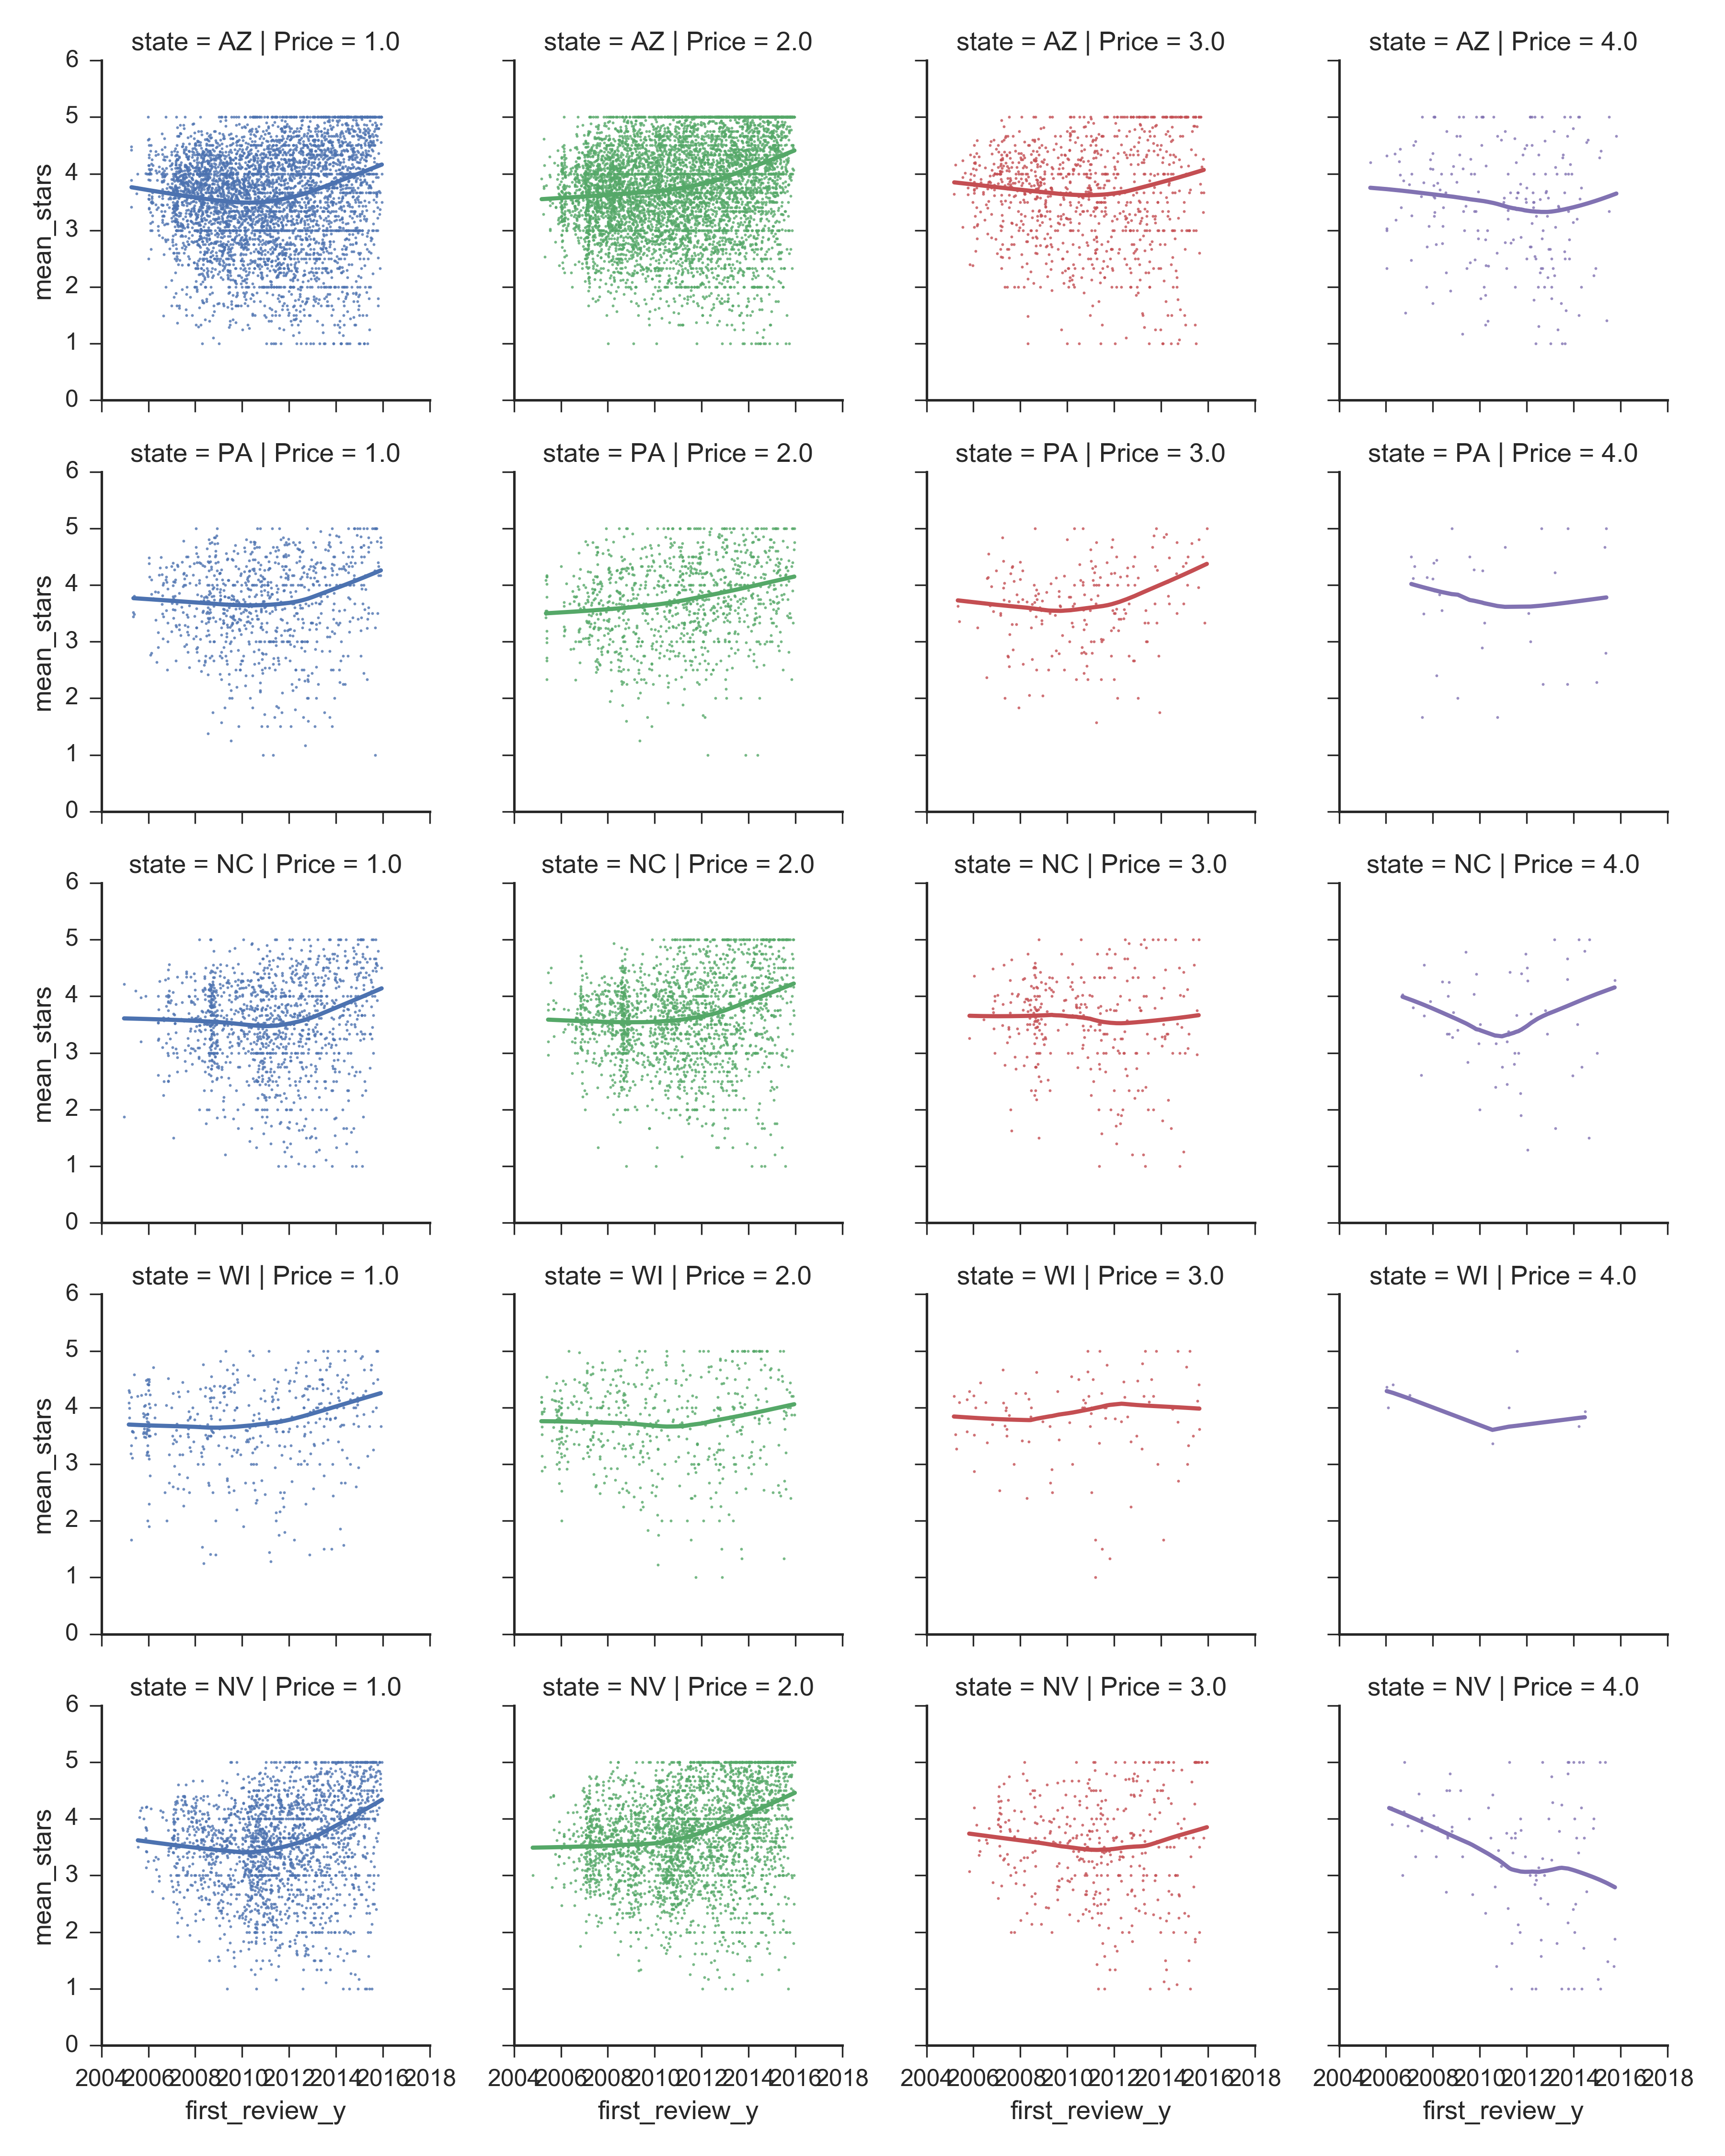 state = AZ | Price = 1.0
state = AZ | Price = 2.0
state = AZ | Price = 3.0
state = AZ | Price = 4.0
6
5
4
3
2
1
0
mean_stars
state = PA | Price = 1.0
state = PA | Price = 2.0
state = PA | Price = 3.0
state = PA | Price = 4.0
6
5
4
3
2
1
0
mean_stars
state = NC | Price = 1.0
state = NC | Price = 2.0
state = NC | Price = 3.0
state = NC | Price = 4.0
6
5
4
3
2
1
0
mean_stars
state = WI | Price = 1.0
state = WI | Price = 2.0
state = WI | Price = 3.0
state = WI | Price = 4.0
6
5
4
3
2
1
0
mean_stars
state = NV | Price = 1.0
state = NV | Price = 2.0
state = NV | Price = 3.0
state = NV | Price = 4.0
6
5
4
3
2
1
0
mean_stars
2004 2006 2008 2010 2012 2014 2016 2018
first_review_y
2004 2006 2008 2010 2012 2014 2016 2018
first_review_y
2004 2006 2008 2010 2012 2014 2016 2018
first_review_y
2004 2006 2008 2010 2012 2014 2016 2018
first_review_y